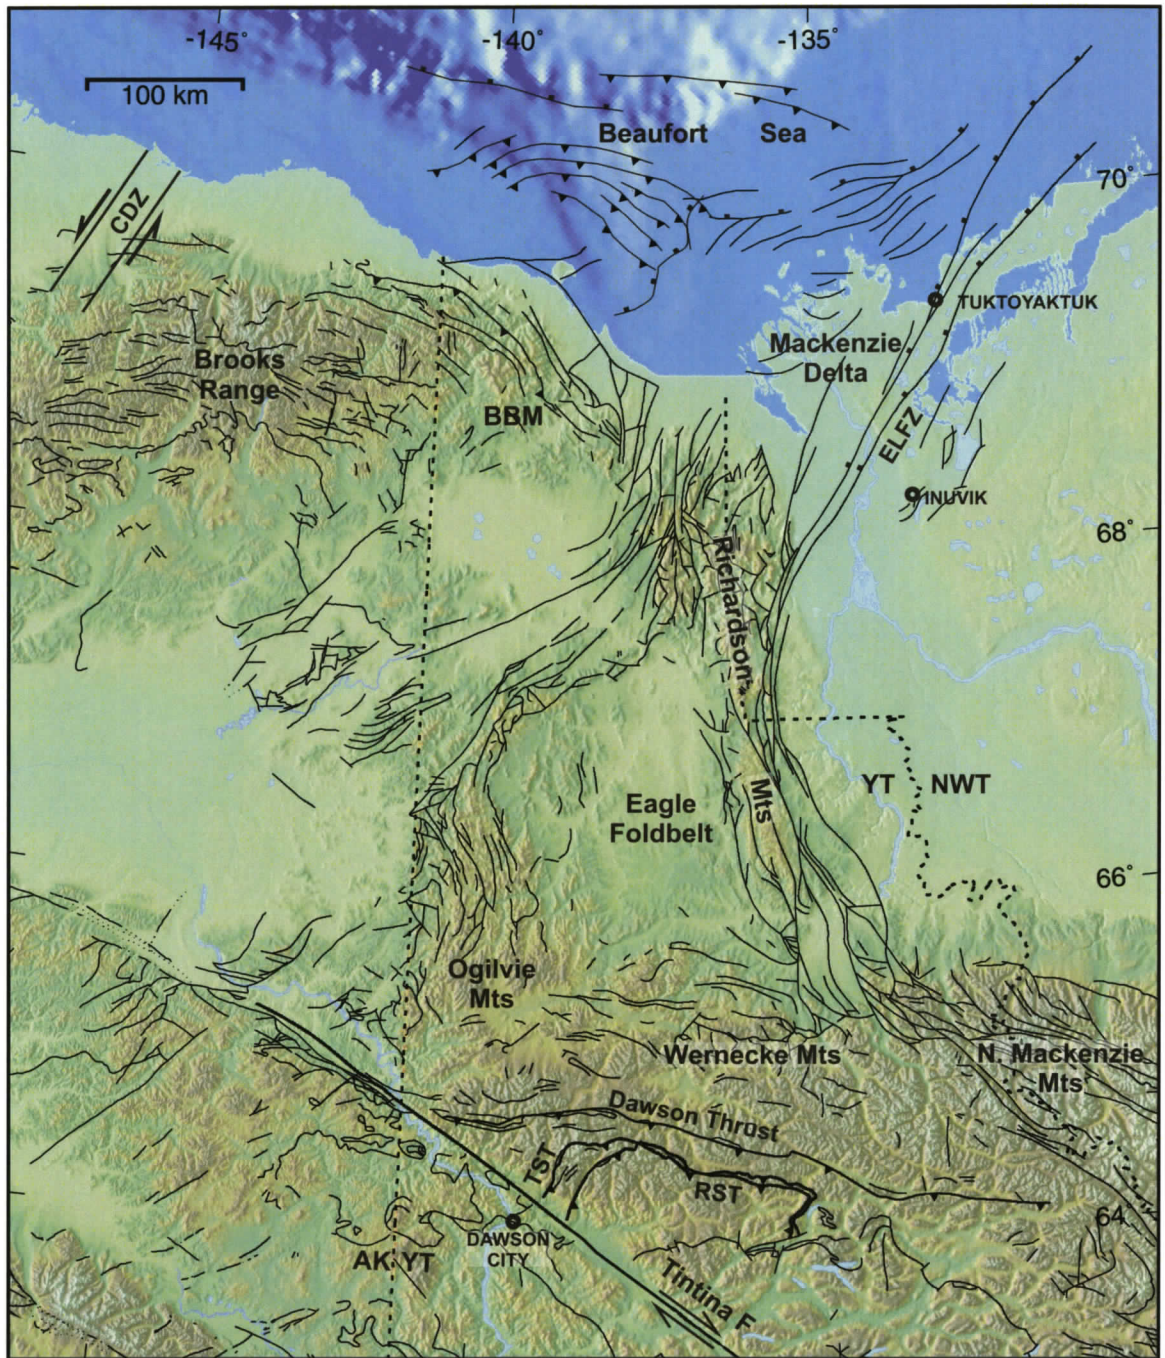 -145°
-140°
-135°
100 km
Beaufort Sea
70°
CDZ
TUKTOYAKTUK
Mackenzie
Delta
Brooks
Range
BBM
ELFZ
INUVIK
68°
Richardson
Mts
YT NWT
Eagle
Foldbelt
66°
Ogilvie
Mts
Wernecke Mts
N. Mackenzie
Mts
Dawson Thrust
TST
RST
64
DAWSON
CITY
AK YT
Tintina F